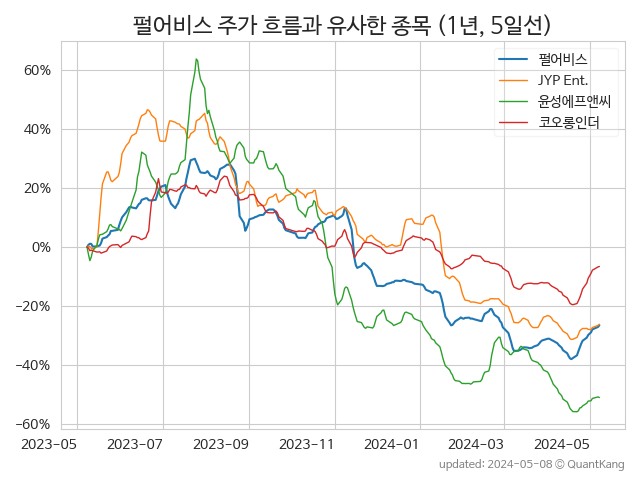 펄어비스 주가 흐름과 유사한 종목 (1년, 5일선)
펄어비스
JYP Ent.
윤성에프앤씨
코오롱인더
60%
40%
20%
0%
−20%
−40%
−60%
2023-05 2023-07 2023-09 2023-11 2024-01 2024-03 2024-05
updated: 2024-05-08 © QuantKang